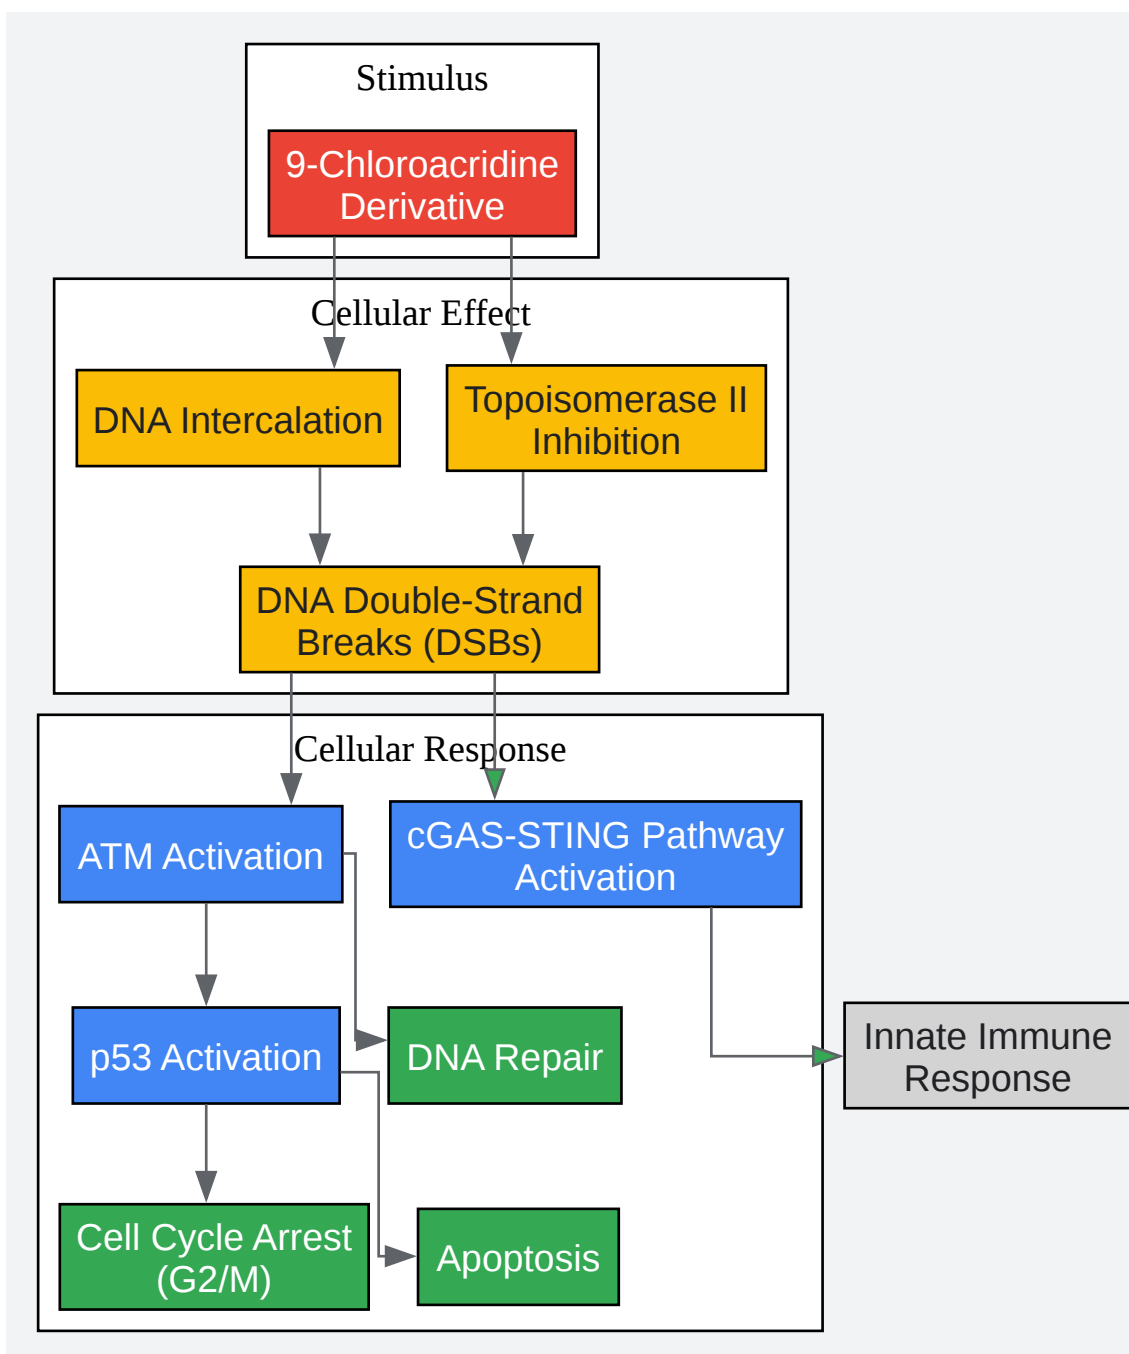 Stimulus
9-Chloroacridine
Derivative
Cellular Effect
DNA Intercalation
Topoisomerase II
Inhibition
DNA Double-Strand
Breaks (DSBs)
Cellular Response
ATM Activation
cGAS-STING Pathway
Activation
p53 Activation
DNA Repair
Innate Immune
Response
Cell Cycle Arrest
(G2/M)
Apoptosis